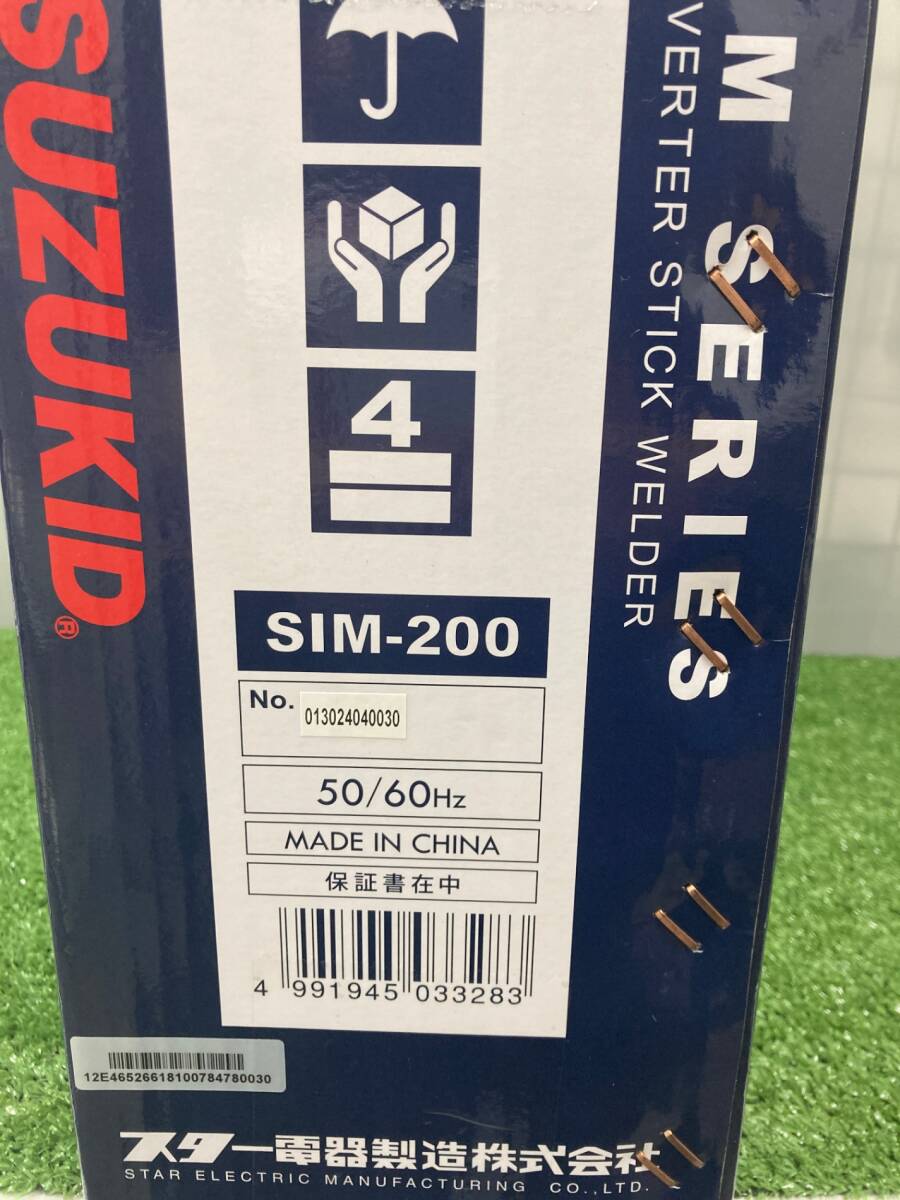 SUZUKID®
M SERIES
VERTER STICK WELDER
4
SIM-200
No. 013024040030
50/60Hz
MADE IN CHINA
保証書在中
4 991945 033283
12E46526618100784780030
スター電器製造株式会社
STAR ELECTRIC MANUFACTURING CO.,LTD.